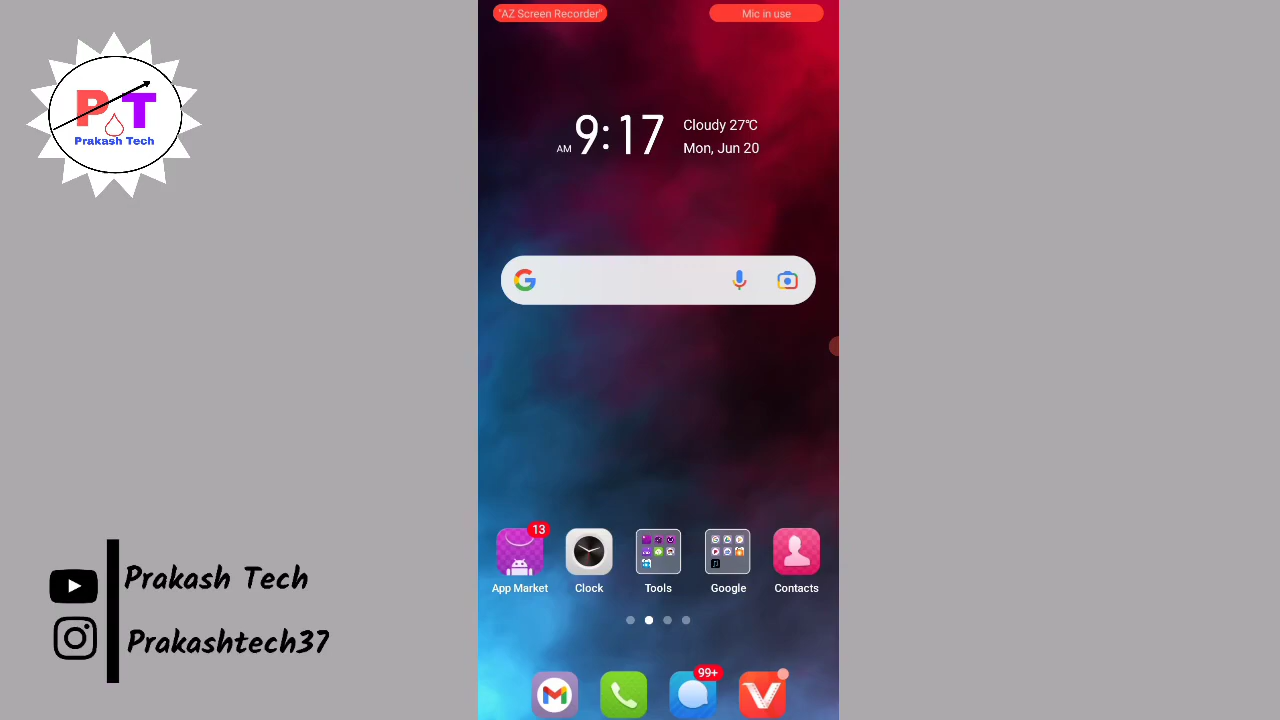 "AZ Screen Recorder"
Mic in use
P T
Prakash Tech
AM 9:17
Cloudy 27℃
Mon, Jun 20
13
App Market
Clock
Tools
Google
Contacts
99+
Prakash Tech
Prakashtech37